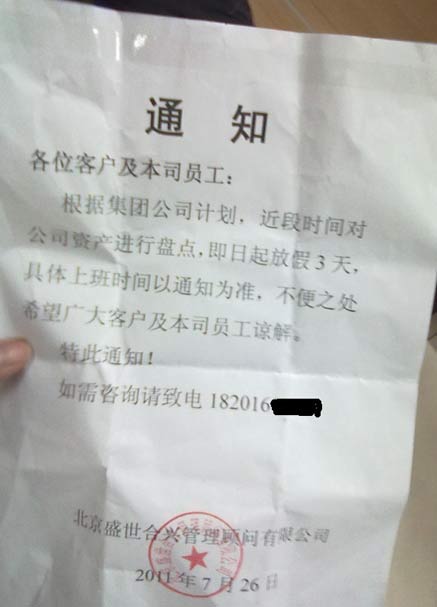 通知
各位客户及本司员工：
根据集团公司计划，近段时间对
公司资产进行盘点，即日起放假3天，
具体上班时间以通知为准，不便之处
希望广大客户及本司员工谅解。
特此通知！
如需咨询请致电 182016
北京盛世合兴管理顾问有限公司
2011年7月26日